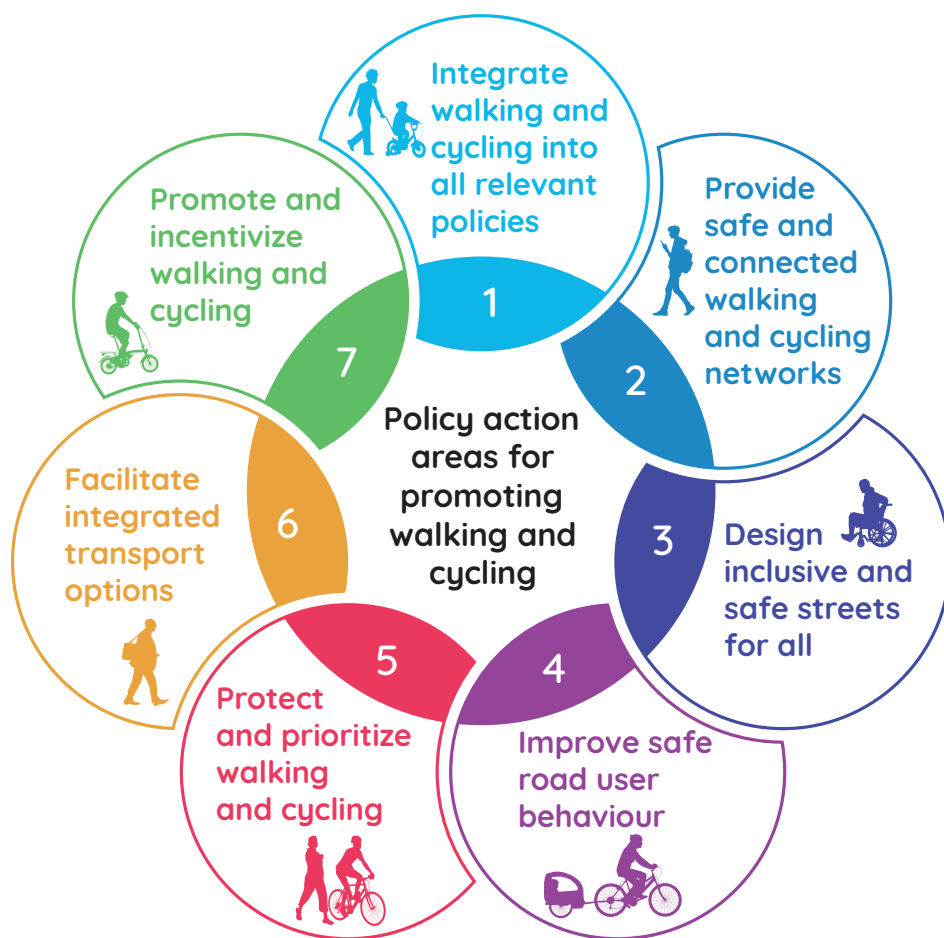 Policy action
areas for
promoting
walking and
cycling
1
Integrate
walking and
cycling into
all relevant
policies
2
Provide
safe and
connected
walking
and cycling
networks
3
Design
inclusive and
safe streets
for all
4
Improve safe
road user
behaviour
5
Protect
and prioritize
walking
and cycling
6
Facilitate
integrated
transport
options
7
Promote and
incentivize
walking and
cycling